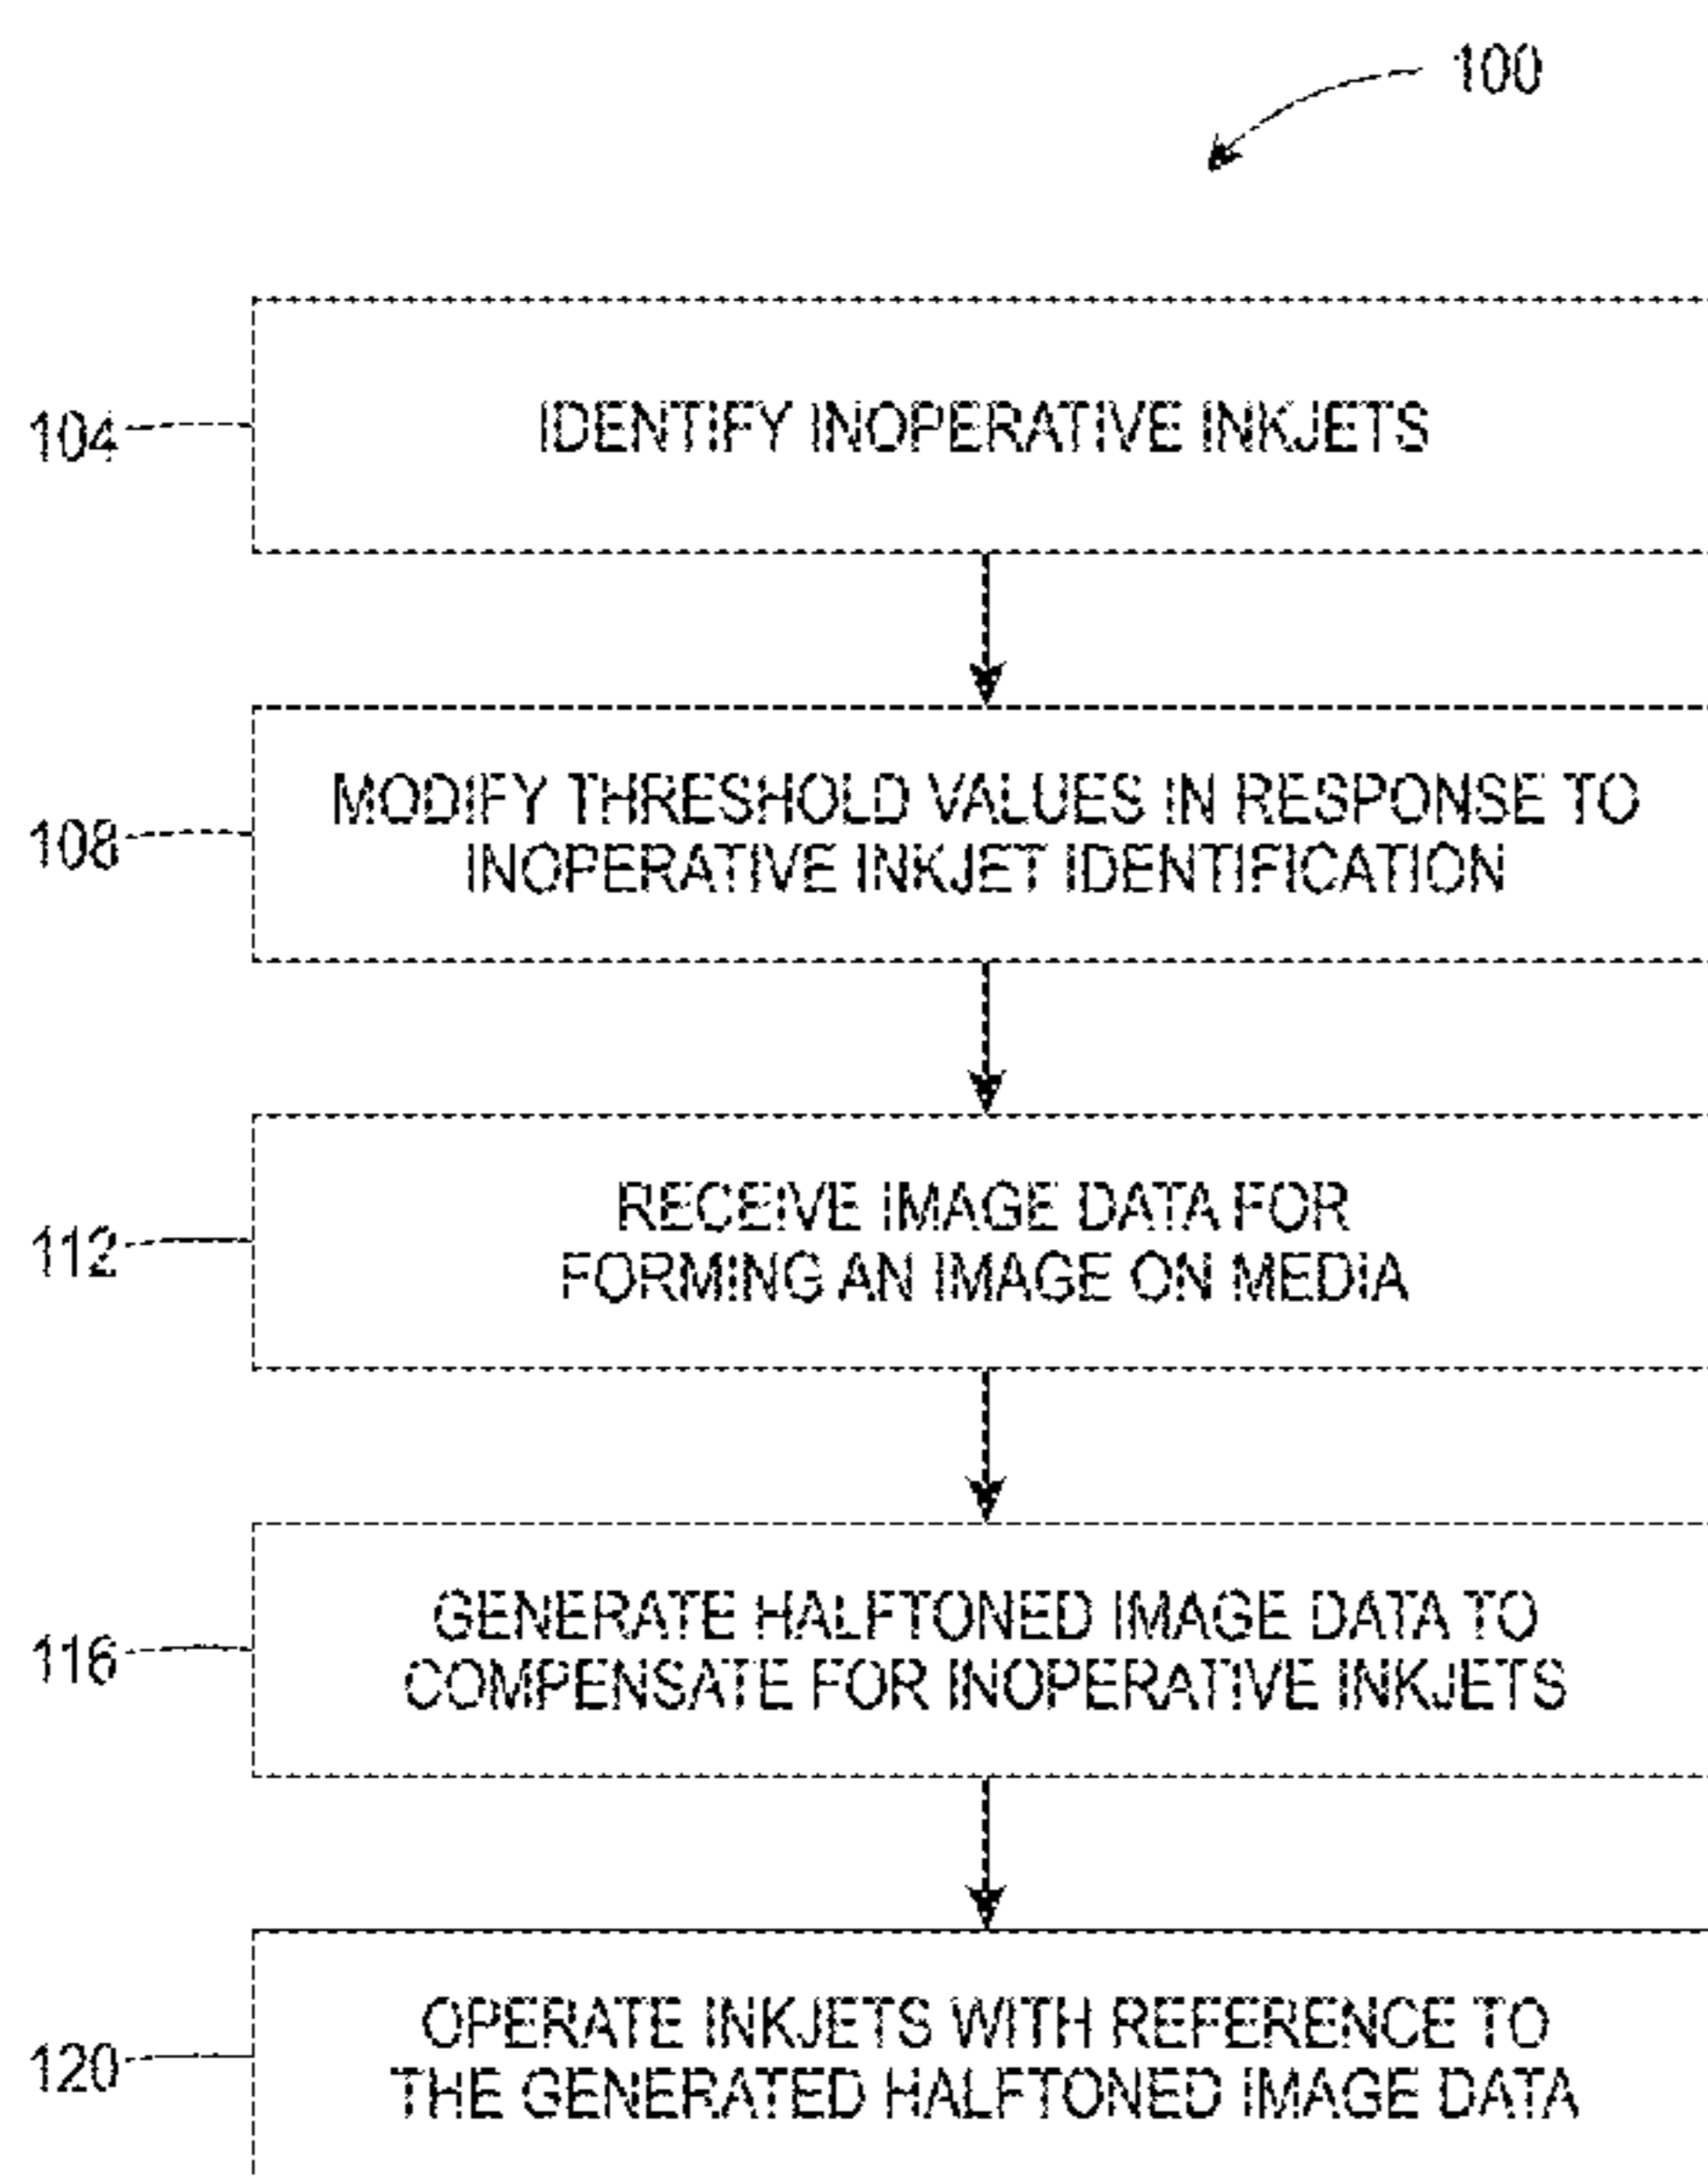 100
104
IDENTIFY INOPERATIVE INKJETS
108
MODIFY THRESHOLD VALUES IN RESPONSE TO
INOPERATIVE INKJET IDENTIFICATION
112
RECEIVE IMAGE DATA FOR
FORMING AN IMAGE ON MEDIA
116
GENERATE HALFTONED IMAGE DATA TO
COMPENSATE FOR INOPERATIVE INKJETS
120
OPERATE INKJETS WITH REFERENCE TO
THE GENERATED HALFTONED IMAGE DATA